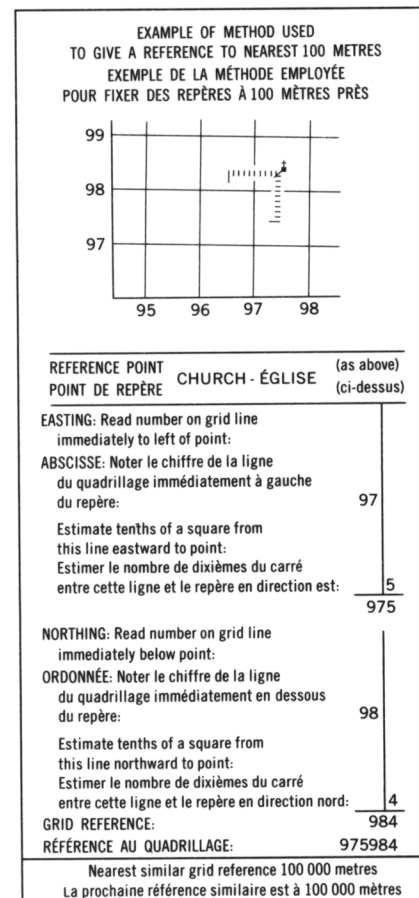 EXAMPLE OF METHOD USED
TO GIVE A REFERENCE TO NEAREST 100 METRES
EXEMPLE DE LA MÉTHODE EMPLOYÉE
POUR FIXER DES REPÈRES À 100 MÈTRES PRÈS
99
98
97
95 96 97 98
REFERENCE POINT
POINT DE REPÈRE
CHURCH - ÉGLISE
(as above)
(ci-dessus)
EASTING: Read number on grid line
immediately to left of point:
ABSCISSE: Noter le chiffre de la ligne
du quadrillage immédiatement à gauche
du repère: 97
Estimate tenths of a square from
this line eastward to point:
Estimer le nombre de dixièmes du carré
entre cette ligne et le repère en direction est: 5
975
NORTHING: Read number on grid line
immediately below point:
ORDONNÉE: Noter le chiffre de la ligne
du quadrillage immédiatement en dessous
du repère: 98
Estimate tenths of a square from
this line northward to point:
Estimer le nombre de dixièmes du carré
entre cette ligne et le repère en direction nord: 4
GRID REFERENCE: 984
RÉFÉRENCE AU QUADRILLAGE: 975984
Nearest similar grid reference 100 000 metres
La prochaine référence similaire est à 100 000 mètres